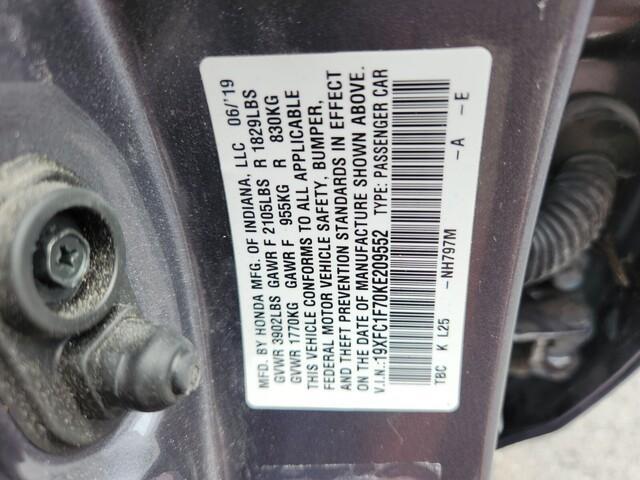 MFD. BY HONDA MFG. OF INDIANA, LLC 06/'19
GVWR 3902LBS GAWR F 2105LBS R 1829LBS
GVWR 1770KG GAWR F 955KG R 830KG
THIS VEHICLE CONFORMS TO ALL APPLICABLE
FEDERAL MOTOR VEHICLE SAFETY, BUMPER,
AND THEFT PREVENTION STANDARDS IN EFFECT
ON THE DATE OF MANUFACTURE SHOWN ABOVE.
V.I.N.:19XFC1F70KE209552 TYPE: PASSENGER CAR
TBC K L25 -NH797M -A -E